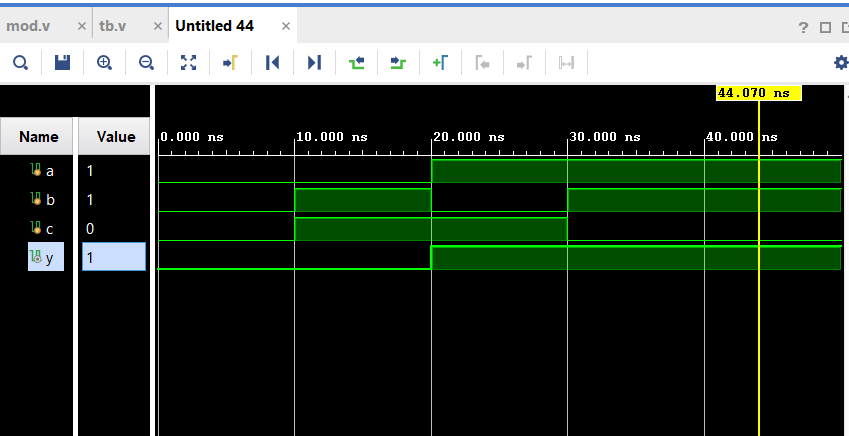 mod.v × tb.v × Untitled 44 × ?
44.070 ns
Name Value
0.000 ns 10.000 ns 20.000 ns 30.000 ns 40.000 ns
a 1
b 1
c 0
y 1